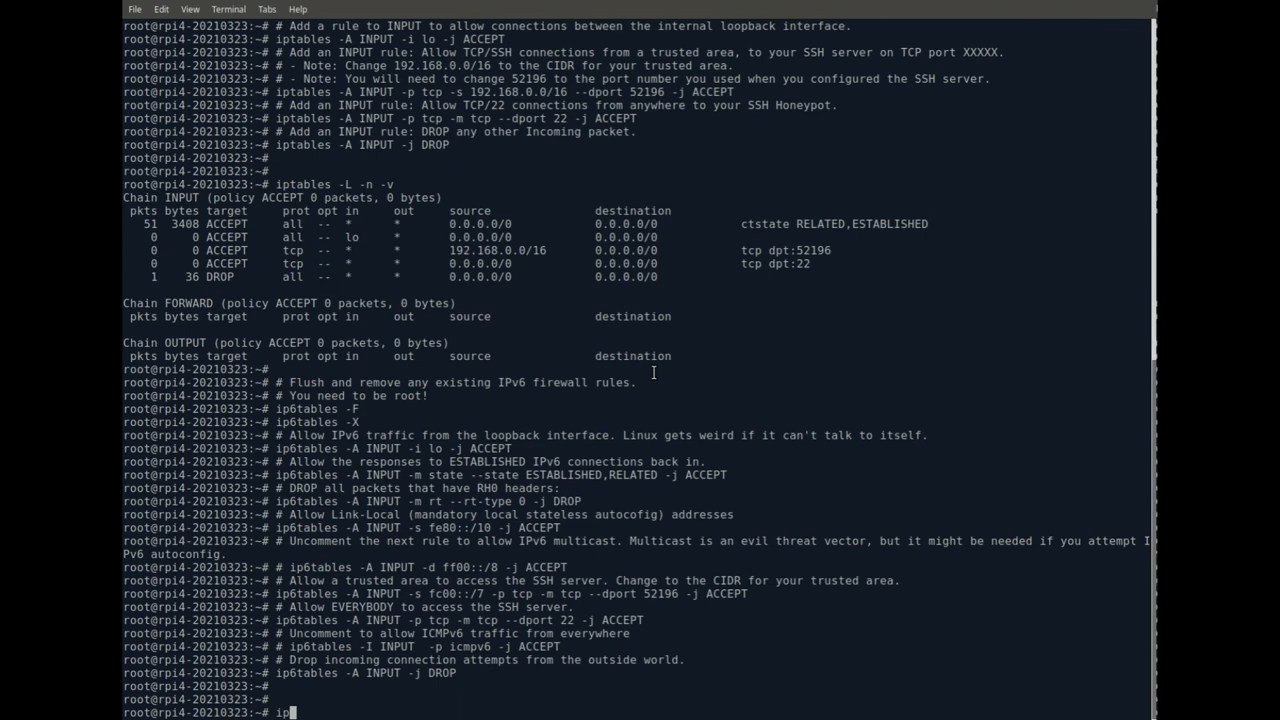 File Edit View Terminal Tabs Help
root@rpi4-20210323:~# # Add a rule to INPUT to allow connections between the internal loopback interface.
root@rpi4-20210323:~# iptables -A INPUT -i lo -j ACCEPT
root@rpi4-20210323:~# # Add an INPUT rule: Allow TCP/SSH connections from a trusted area, to your SSH server on TCP port XXXXX.
root@rpi4-20210323:~# # - Note: Change 192.168.0.0/16 to the CIDR for your trusted area.
root@rpi4-20210323:~# # - Note: You will need to change 52196 to the port number you used when you configured the SSH server.
root@rpi4-20210323:~# iptables -A INPUT -p tcp -s 192.168.0.0/16 --dport 52196 -j ACCEPT
root@rpi4-20210323:~# # Add an INPUT rule: Allow TCP/22 connections from anywhere to your SSH Honeypot.
root@rpi4-20210323:~# iptables -A INPUT -p tcp -m tcp --dport 22 -j ACCEPT
root@rpi4-20210323:~# # Add an INPUT rule: DROP any other Incoming packet.
root@rpi4-20210323:~# iptables -A INPUT -j DROP
root@rpi4-20210323:~#
root@rpi4-20210323:~#
root@rpi4-20210323:~# iptables -L -n -v
Chain INPUT (policy ACCEPT 0 packets, 0 bytes)
pkts bytes target prot opt in out source destination
51 3408 ACCEPT all -- * * 0.0.0.0/0 0.0.0.0/0 ctstate RELATED,ESTABLISHED
0 0 ACCEPT all -- lo * 0.0.0.0/0 0.0.0.0/0
0 0 ACCEPT tcp -- * * 192.168.0.0/16 0.0.0.0/0 tcp dpt:52196
0 0 ACCEPT tcp -- * * 0.0.0.0/0 0.0.0.0/0 tcp dpt:22
1 36 DROP all -- * * 0.0.0.0/0 0.0.0.0/0
Chain FORWARD (policy ACCEPT 0 packets, 0 bytes)
pkts bytes target prot opt in out source destination
Chain OUTPUT (policy ACCEPT 0 packets, 0 bytes)
pkts bytes target prot opt in out source destination
root@rpi4-20210323:~#
root@rpi4-20210323:~# # Flush and remove any existing IPv6 firewall rules.
root@rpi4-20210323:~# # You need to be root!
root@rpi4-20210323:~# ip6tables -F
root@rpi4-20210323:~# ip6tables -X
root@rpi4-20210323:~# # Allow IPv6 traffic from the loopback interface. Linux gets weird if it can't talk to itself.
root@rpi4-20210323:~# ip6tables -A INPUT -i lo -j ACCEPT
root@rpi4-20210323:~# # Allow the responses to ESTABLISHED IPv6 connections back in.
root@rpi4-20210323:~# ip6tables -A INPUT -m state --state ESTABLISHED,RELATED -j ACCEPT
root@rpi4-20210323:~# # DROP all packets that have RH0 headers:
root@rpi4-20210323:~# ip6tables -A INPUT -m rt --rt-type 0 -j DROP
root@rpi4-20210323:~# # Allow Link-Local (mandatory local stateless autocofig) addresses
root@rpi4-20210323:~# ip6tables -A INPUT -s fe80::/10 -j ACCEPT
root@rpi4-20210323:~# # Uncomment the next rule to allow IPv6 multicast. Multicast is an evil threat vector, but it might be needed if you attempt I
Pv6 autoconfig.
root@rpi4-20210323:~# # ip6tables -A INPUT -d ff00::/8 -j ACCEPT
root@rpi4-20210323:~# # Allow a trusted area to access the SSH server. Change to the CIDR for your trusted area.
root@rpi4-20210323:~# ip6tables -A INPUT -s fc00::/7 -p tcp -m tcp --dport 52196 -j ACCEPT
root@rpi4-20210323:~# # Allow EVERYBODY to access the SSH server.
root@rpi4-20210323:~# ip6tables -A INPUT -p tcp -m tcp --dport 22 -j ACCEPT
root@rpi4-20210323:~# # Uncomment to allow ICMPv6 traffic from everywhere
root@rpi4-20210323:~# # ip6tables -I INPUT  -p icmpv6 -j ACCEPT
root@rpi4-20210323:~# # Drop incoming connection attempts from the outside world.
root@rpi4-20210323:~# ip6tables -A INPUT -j DROP
root@rpi4-20210323:~#
root@rpi4-20210323:~#
root@rpi4-20210323:~# ip